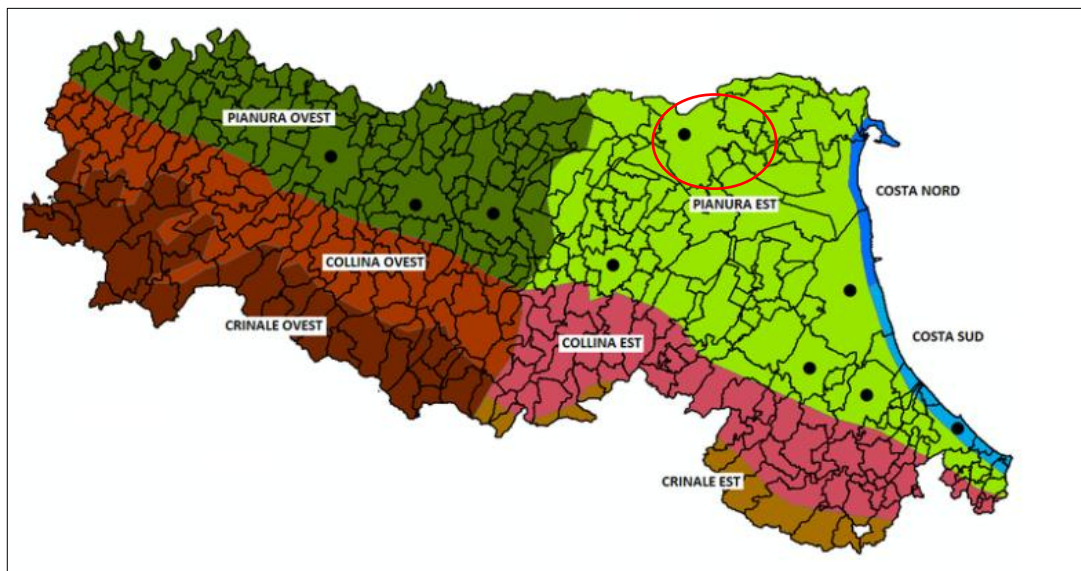 PIANURA OVEST
COSTA NORD
PIANURA EST
COLLINA OVEST
CRINALE OVEST
COLLINA EST
COSTA SUD
CRINALE EST